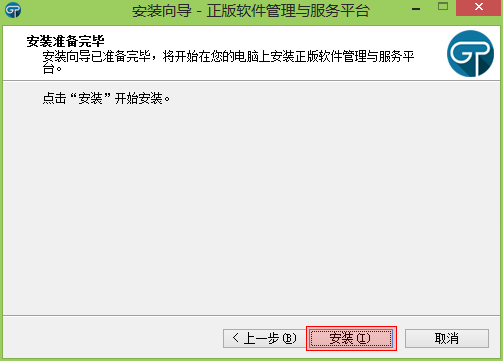 安装向导 - 正版软件管理与服务平台
安装准备完毕
安装向导已准备完毕，将开始在您的电脑上安装正版软件管理与服务平
台。
GP
点击“安装”开始安装。
< 上一步(B)
安装(I)
取消